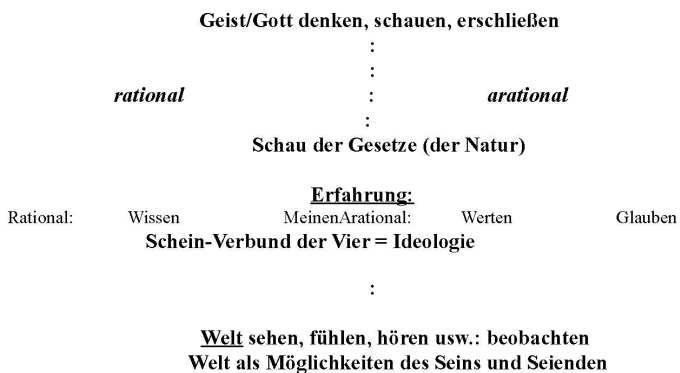 Geist/Gott denken, schauen, erschließen
:
:
rational : arational
:
Schau der Gesetze (der Natur)
Erfahrung:
Rational: Wissen MeinenArational: Werten Glauben
Schein-Verbund der Vier = Ideologie
:
Welt sehen, fühlen, hören usw.: beobachten
Welt als Möglichkeiten des Seins und Seienden